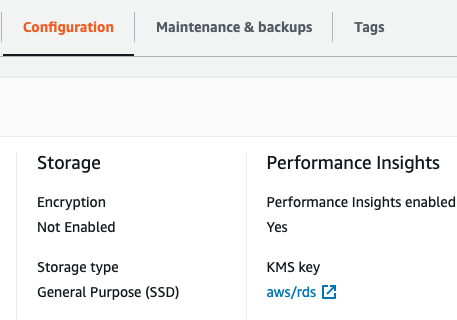 Configuration
Maintenance & backups
Tags
Storage
Encryption
Not Enabled
Storage type
General Purpose (SSD)
Performance Insights
Performance Insights enabled
Yes
KMS key
aws/rds